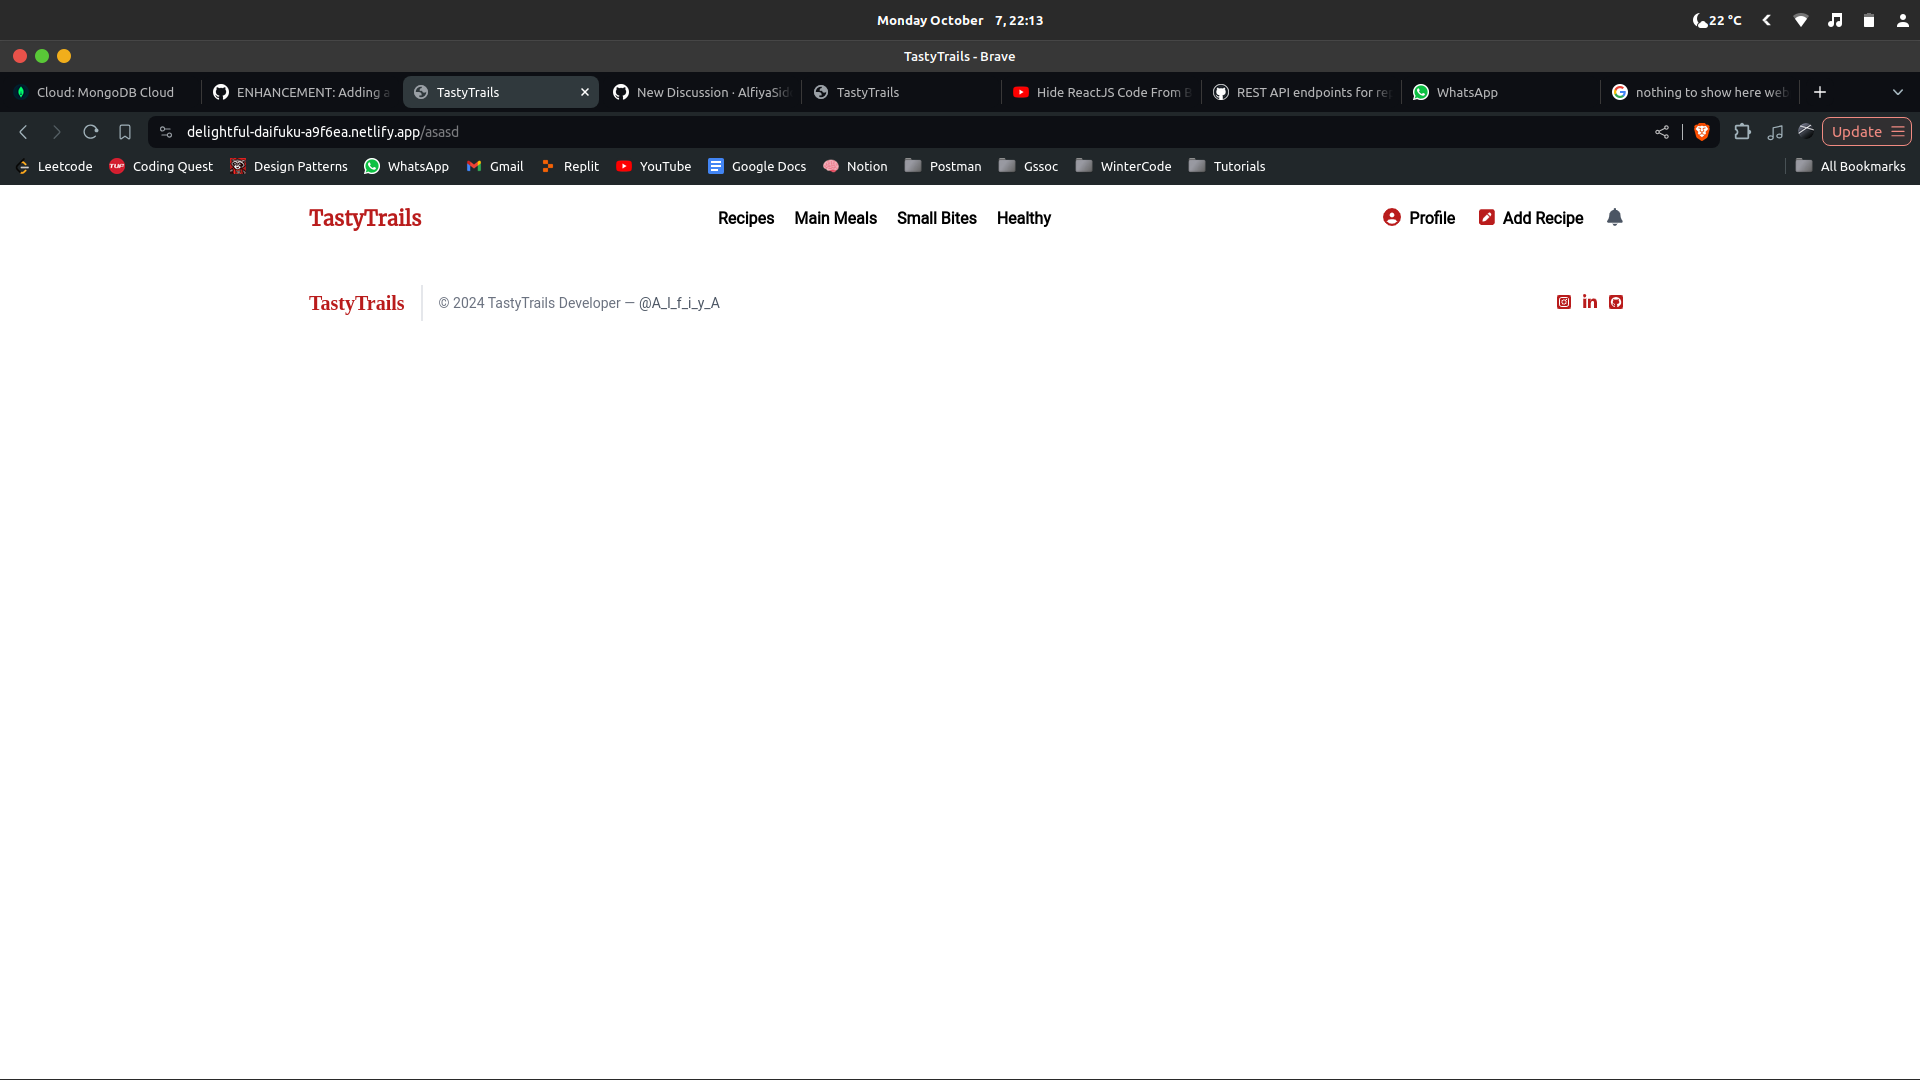 Monday October 7, 22:13
22 °C
TastyTrails - Brave
Cloud: MongoDB Cloud
ENHANCEMENT: Adding a
TastyTrails
New Discussion · AlfiyaSid
TastyTrails
Hide ReactJS Code From B
REST API endpoints for re
WhatsApp
nothing to show here web
delightful-daifuku-a9f6ea.netlify.app/asasd
Update
Leetcode
Coding Quest
Design Patterns
WhatsApp
Gmail
Replit
YouTube
Google Docs
Notion
Postman
Gssoc
WinterCode
Tutorials
All Bookmarks
TastyTrails
Recipes
Main Meals
Small Bites
Healthy
Profile
Add Recipe
TastyTrails
© 2024 TastyTrails Developer — @A_l_f_i_y_A